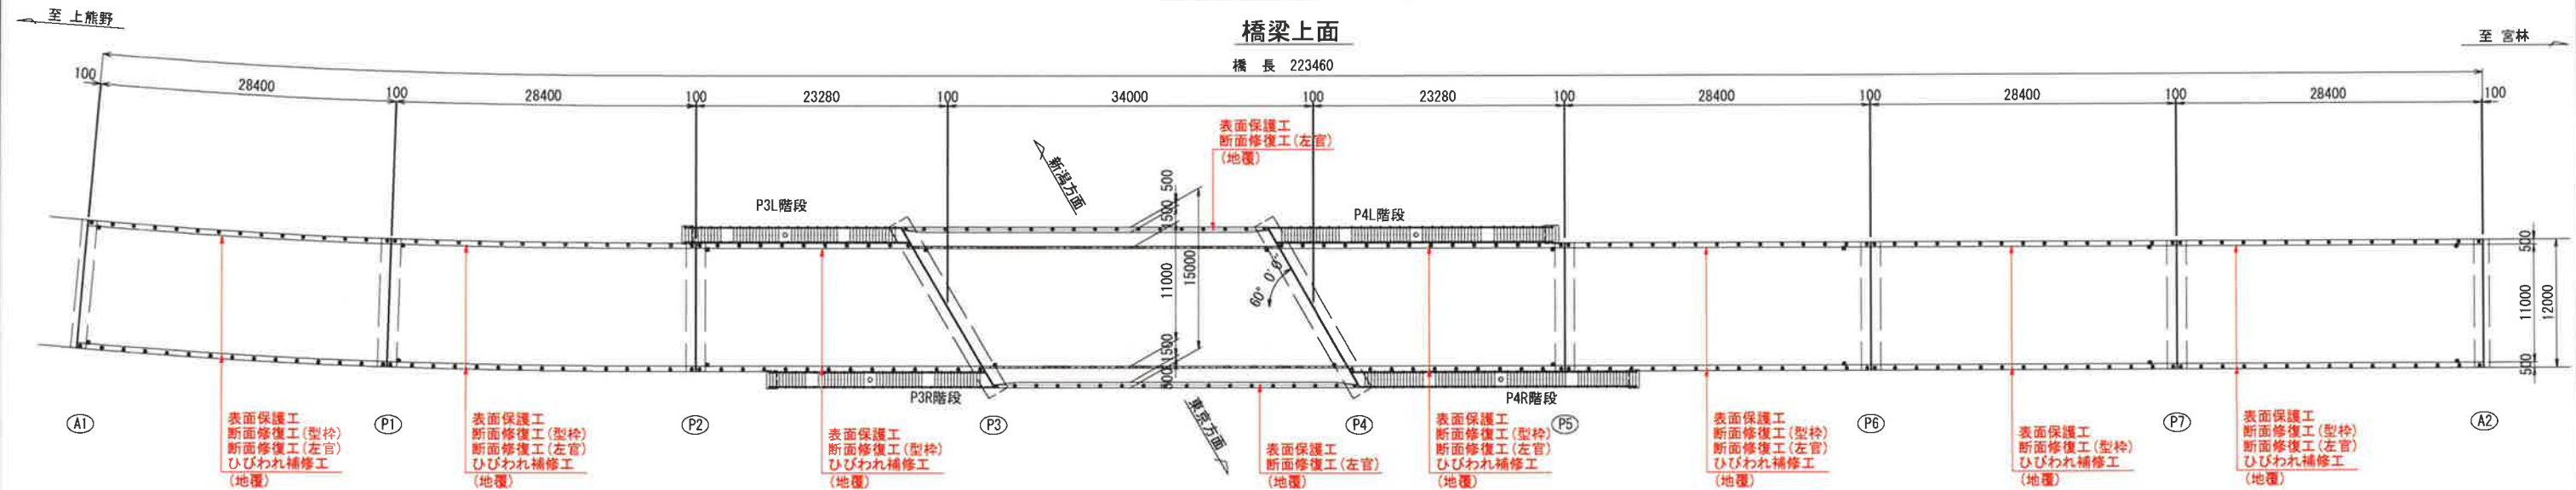 至 上熊野
橋梁上面
至 宮林
橋 長 223460
100
28400
100
28400
100
23280
100
34000
100
23280
100
28400
100
28400
100
28400
100
表面保護工
断面修復工(左官)
(地覆)
新潟方面
P3L階段
P4L階段
500
1500
11000
15000
1500
500
60° 0′ 0″
500
11000
12000
500
P3R階段
P4R階段
東京方面
A1
P1
P2
P3
P4
P5
P6
P7
A2
表面保護工
断面修復工(型枠)
断面修復工(左官)
ひびわれ補修工
(地覆)
表面保護工
断面修復工(型枠)
断面修復工(左官)
ひびわれ補修工
(地覆)
表面保護工
断面修復工(型枠)
ひびわれ補修工
(地覆)
表面保護工
断面修復工(左官)
(地覆)
表面保護工
断面修復工(型枠)
断面修復工(左官)
ひびわれ補修工
(地覆)
表面保護工
断面修復工(型枠)
断面修復工(左官)
ひびわれ補修工
(地覆)
表面保護工
断面修復工(型枠)
ひびわれ補修工
(地覆)
表面保護工
断面修復工(型枠)
断面修復工(左官)
ひびわれ補修工
(地覆)